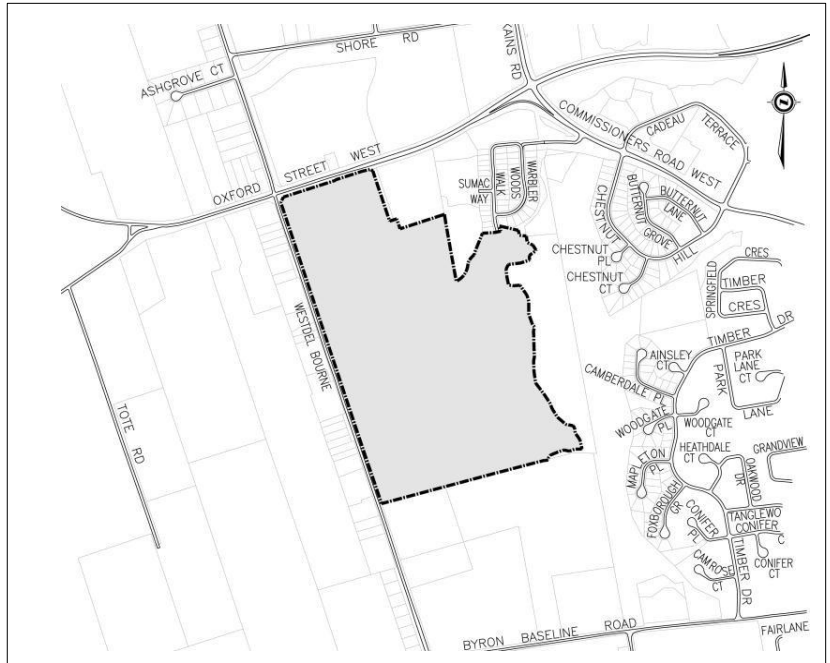 SHORE RD
KAINS RD
ASHGROVE CT
OXFORD STREET WEST
COMMISSIONERS ROAD WEST
CADEAU TERRACE
SUMAC WAY
WALK
WOODS
WARBLER
CHESTNUT HILL
BUTTERNUT GROVE
BUTTERNUT LANE
CHESTNUT PL
CHESTNUT CT
WESTDEL BOURNE
TOTE RD
SPRINGFIELD CRES
TIMBER CRES
TIMBER DR
AINSLEY CT
CAMBERDALE PL
PARK LANE
PARK LANE CT
WOODGATE PL
WOODGATE CT
HEATHDALE CT
GRANDVIEW
MAPLETON PL
OAKWOOD DR
FOXBOROUGH GK
CONIFER PL
TANGLEWO
CONIFER C
CONIFER CT
CAMROSE CT
TIMBER DR
BYRON BASELINE ROAD
FAIRLANE